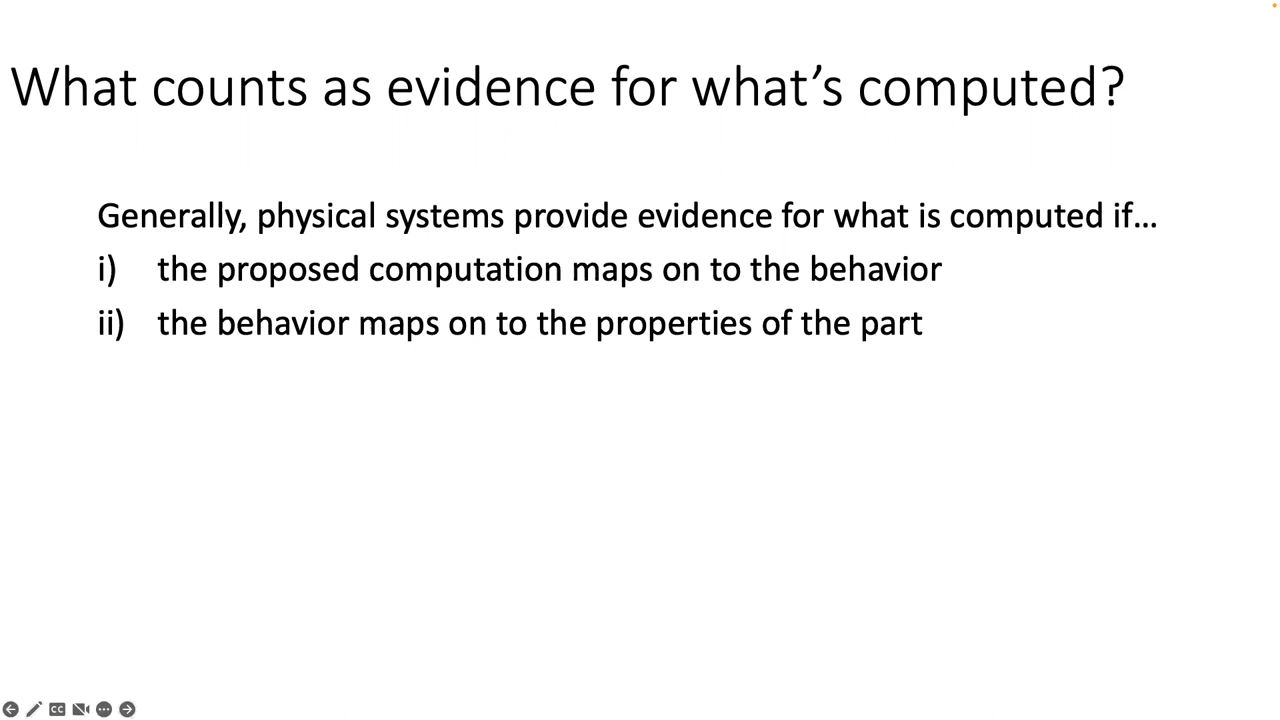 What counts as evidence for what’s computed?
Generally, physical systems provide evidence for what is computed if…
i) the proposed computation maps on to the behavior
ii) the behavior maps on to the properties of the part
CC